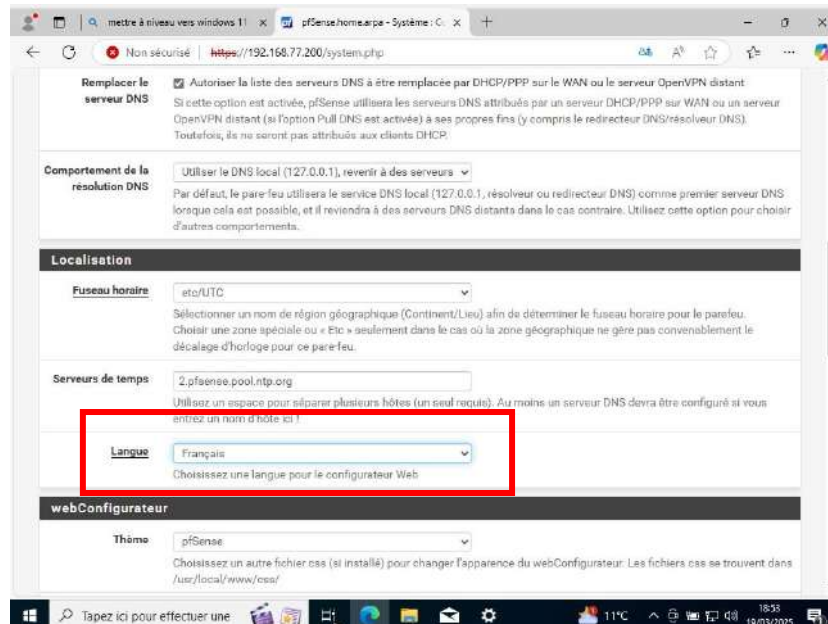 mettre à niveau vers windows 11
pfSense.home.arpa - Système : G
Non sécurisé
https://192.168.77.200/system.php
Remplacer le serveur DNS
Autoriser la liste des serveurs DNS à être remplacée par DHCP/PPP sur le WAN ou le serveur OpenVPN distant
Si cette option est activée, pfSense utilisera les serveurs DNS attribués par un serveur DHCP/PPP sur WAN ou un serveur
OpenVPN distant (si l'option Pull DNS est activée) à ses propres fins (y compris le redirecteur DNS/résolveur DNS).
Toutefois, ils ne seront pas attribués aux clients DHCP.
Comportement de la résolution DNS
Utiliser le DNS local (127.0.0.1), revenir à des serveurs
Par défaut, le pare-feu utilisera le service DNS local (127.0.0.1, résolveur ou redirecteur DNS) comme premier serveur DNS
lorsque cela est possible, et il reviendra à des serveurs DNS distants dans le cas contraire. Utilisez cette option pour choisir
d'autres comportements.
Localisation
Fuseau horaire
etc/UTC
Sélectionner un nom de région géographique (Continent/Lieu) afin de déterminer le fuseau horaire pour le parefeu.
Choisir une zone spéciale ou « Etc » seulement dans le cas où la zone géographique ne gère pas convenablement le
décalage d'horloge pour ce pare-feu.
Serveurs de temps
2.pfsense.pool.ntp.org
Utilisez un espace pour séparer plusieurs hôtes (un seul requis). Au moins un serveur DNS devra être configuré si vous
entrez un nom d'hôte ici !
Langue
Français
Choisissez une langue pour le configurateur Web
webConfigurateur
Thème
pfSense
Choisissez un autre fichier css (si installé) pour changer l'apparence du webConfigurateur. Les fichiers css se trouvent dans
/usr/local/www/css/
Tapez ici pour effectuer une
11°C
18:53
19/03/2025